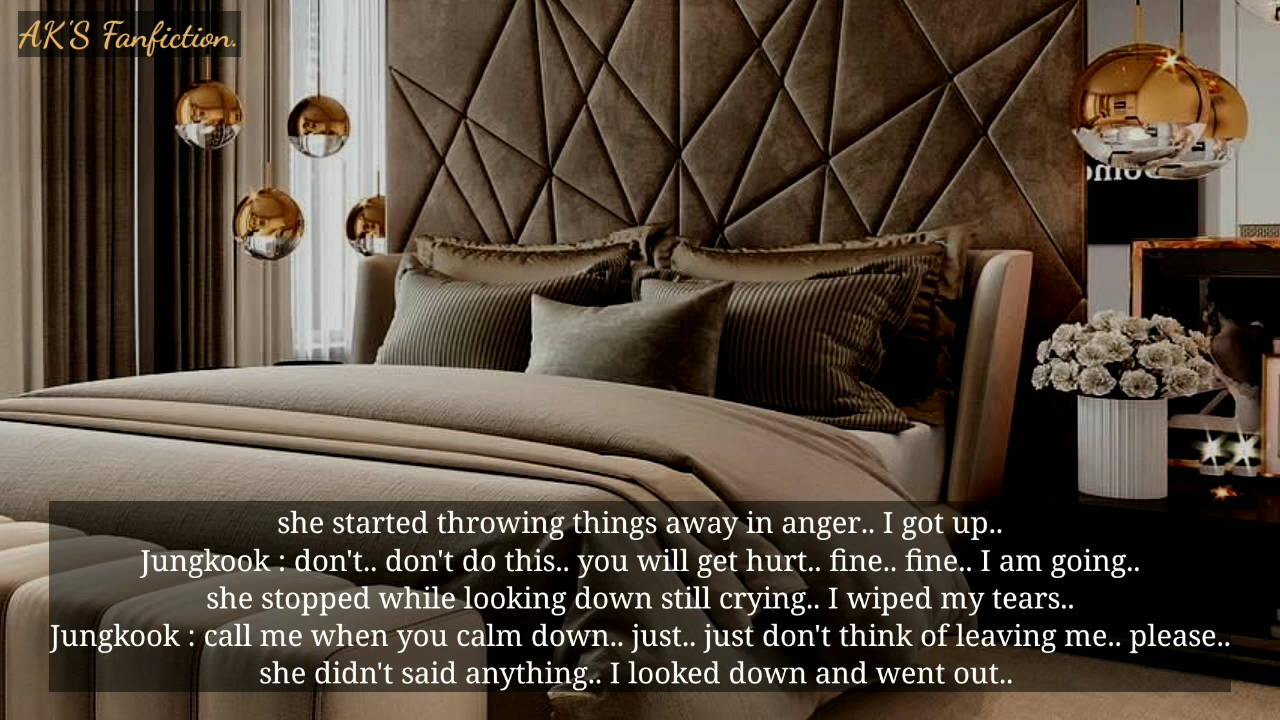 AK'S Fanfiction.
she started throwing things away in anger.. I got up..
Jungkook : don't.. don't do this.. you will get hurt.. fine.. fine.. I am going..
she stopped while looking down still crying.. I wiped my tears..
Jungkook : call me when you calm down.. just.. just don't think of leaving me.. please..
she didn't said anything.. I looked down and went out..